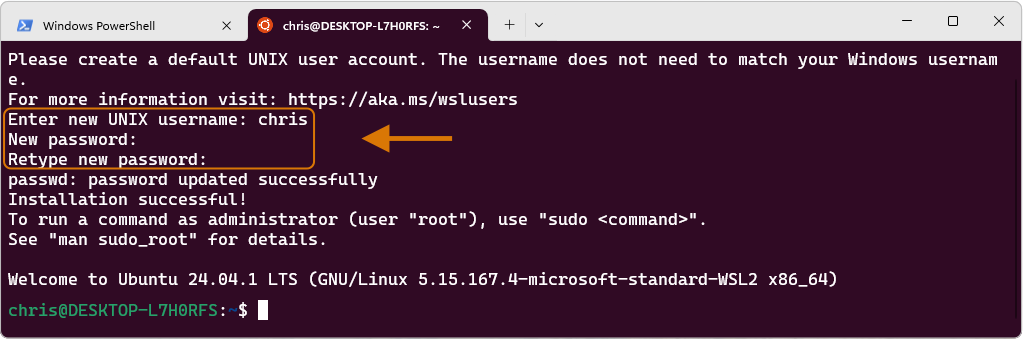 Windows PowerShell
chris@DESKTOP-L7H0RFS: ~
Please create a default UNIX user account. The username does not need to match your Windows usernam
e.
For more information visit: https://aka.ms/wslusers
Enter new UNIX username: chris
New password:
Retype new password:
passwd: password updated successfully
Installation successful!
To run a command as administrator (user "root"), use "sudo <command>".
See "man sudo_root" for details.
Welcome to Ubuntu 24.04.1 LTS (GNU/Linux 5.15.167.4-microsoft-standard-WSL2 x86_64)
chris@DESKTOP-L7H0RFS:~$